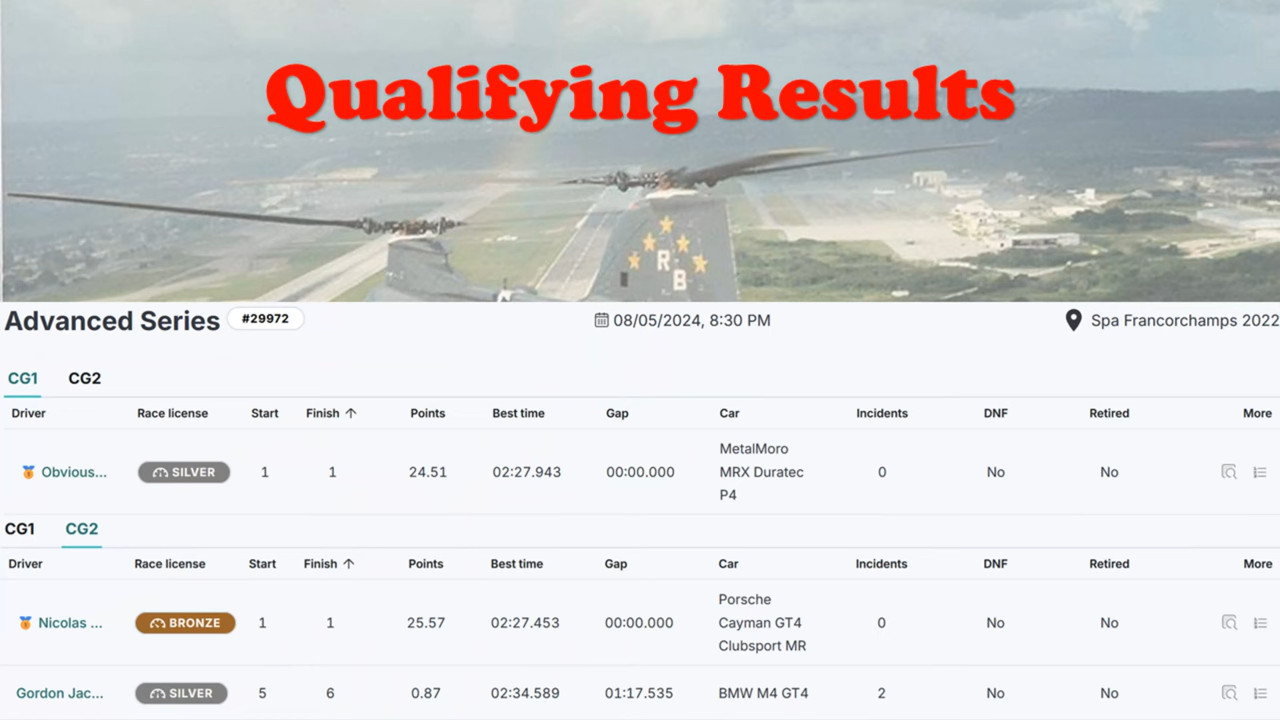 Qualifying Results
R
B
Advanced Series #29972 08/05/2024, 8:30 PM Spa Francorchamps 2022
CG1 CG2
Driver Race license Start Finish ↑ Points Best time Gap Car Incidents DNF Retired More
Obvious... SILVER 1 1 24.51 02:27.943 00:00.000 MetalMoro MRX Duratec P4 0 No No
CG1 CG2
Driver Race license Start Finish ↑ Points Best time Gap Car Incidents DNF Retired More
Nicolas ... BRONZE 1 1 25.57 02:27.453 00:00.000 Porsche Cayman GT4 Clubsport MR 0 No No
Gordon Jac... SILVER 5 6 0.87 02:34.589 01:17.535 BMW M4 GT4 2 No No